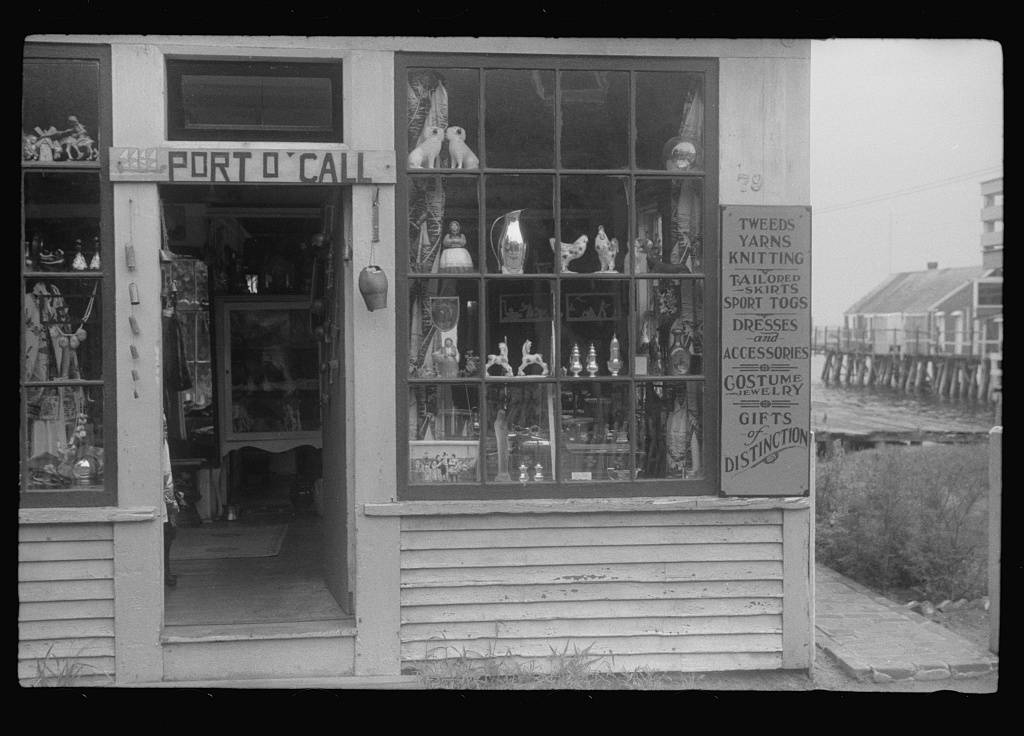 PORT O' CALL
79
TWEEDS
YARNS
KNITTING
TAILORED
SKIRTS
SPORT TOGS
DRESSES
and
ACCESSORIES
COSTUME
JEWELRY
GIFTS
of
DISTINCTION